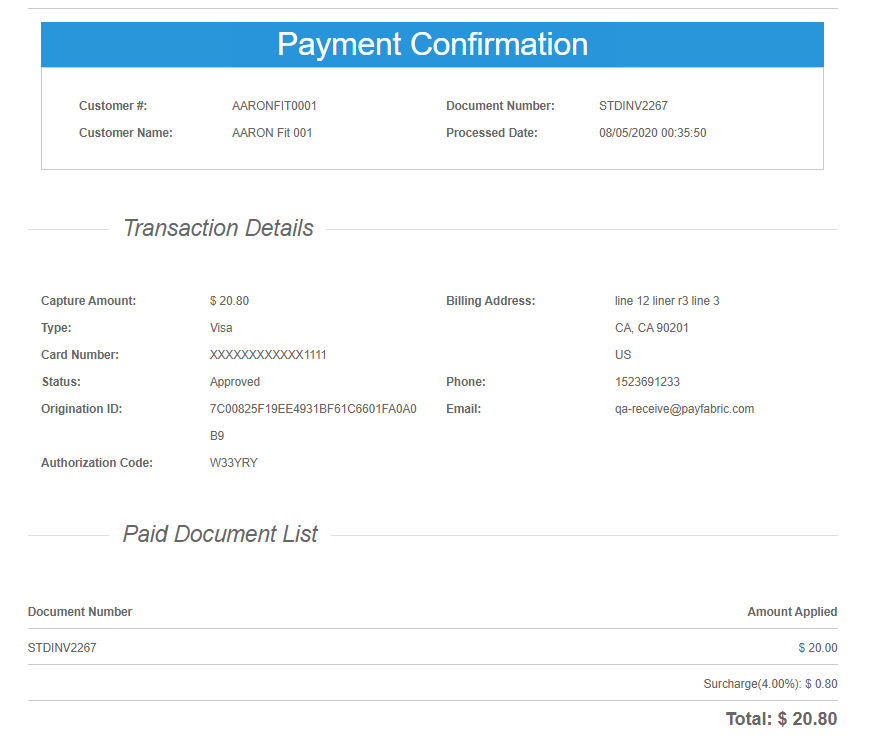 Payment Confirmation
Customer #: AARONFIT0001 Document Number: STDINV2267
Customer Name: AARON Fit 001 Processed Date: 08/05/2020 00:35:50
Transaction Details
Capture Amount: $ 20.80 Billing Address: line 12 liner r3 line 3
Type: Visa CA, CA 90201
Card Number: XXXXXXXXXXXX1111 US
Status: Approved Phone: 1523691233
Origination ID: 7C00825F19EE4931BF61C6601FA0A0 Email: qa-receive@payfabric.com
B9
Authorization Code: W33YRY
Paid Document List
Document Number Amount Applied
STDINV2267 $ 20.00
Surcharge(4.00%): $ 0.80
Total: $ 20.80